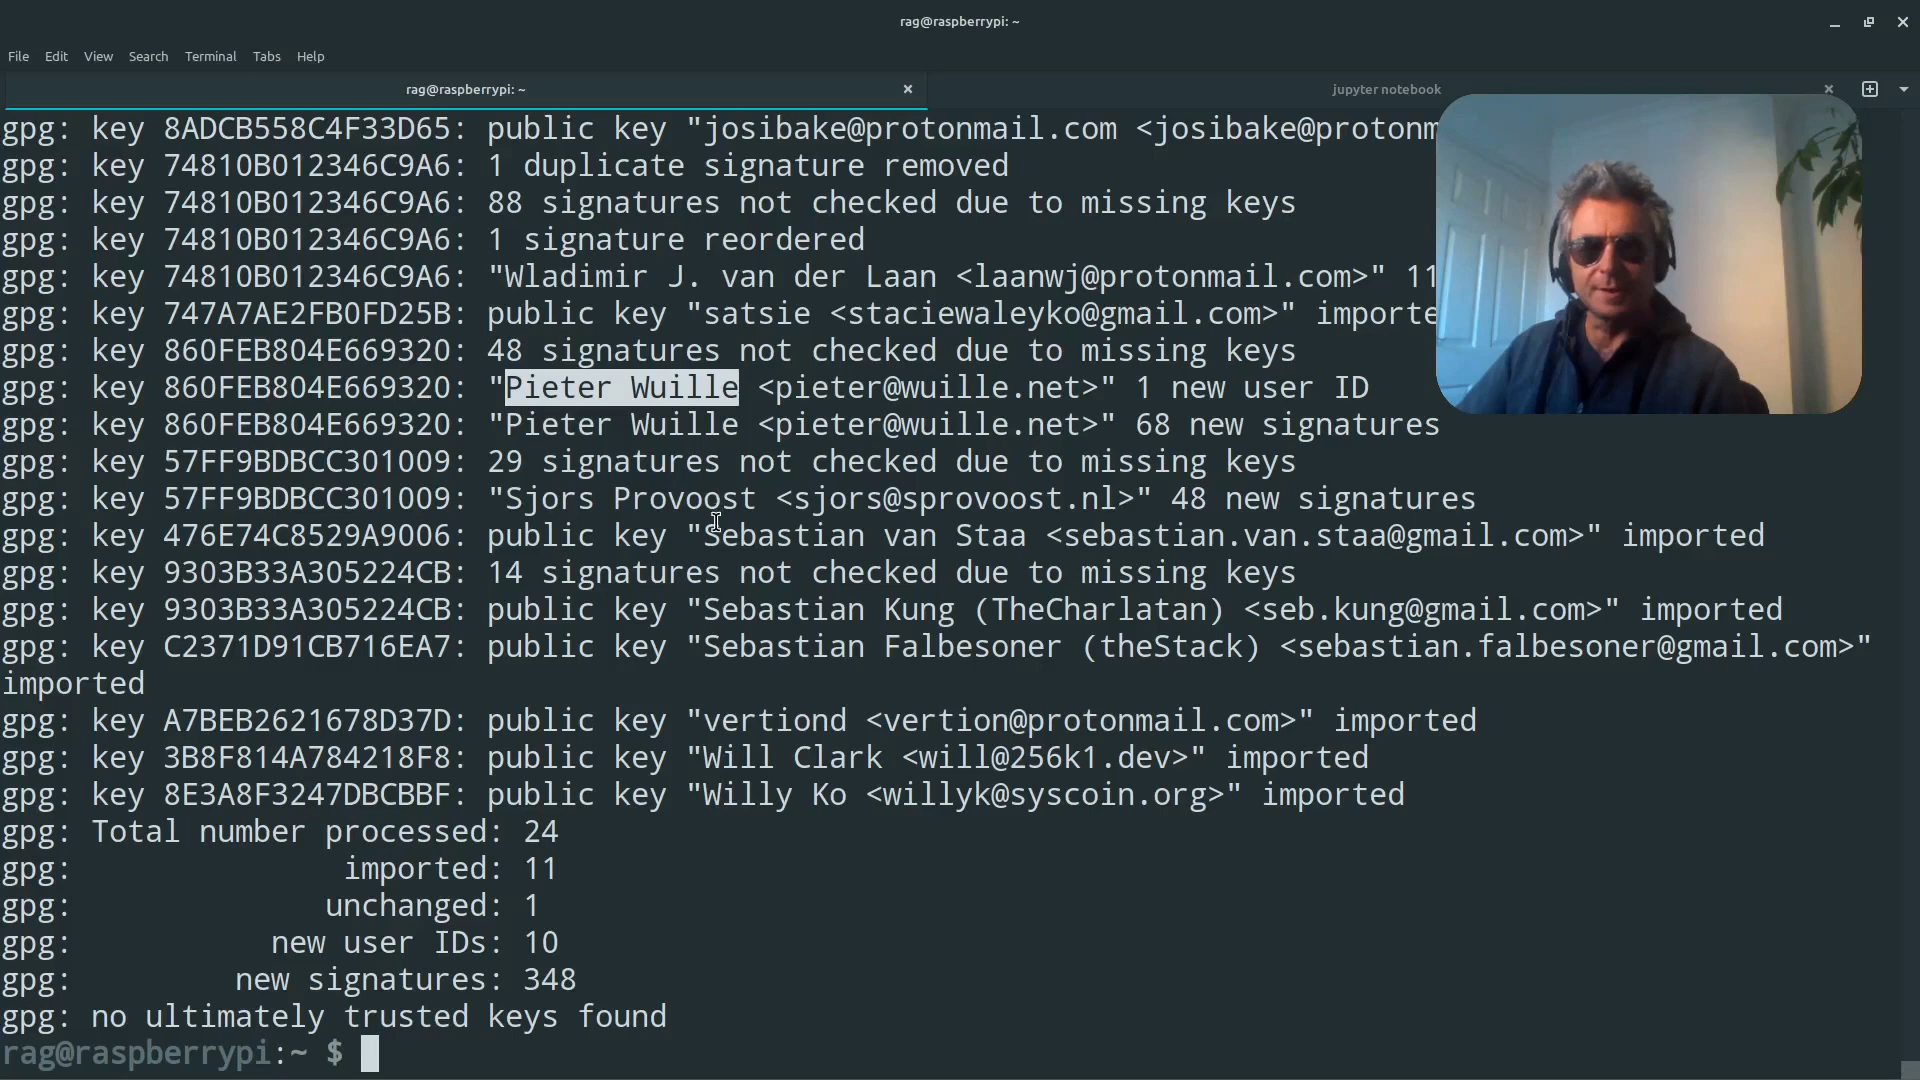 rag@raspberrypi: ~
File Edit View Search Terminal Tabs Help
rag@raspberrypi: ~
jupyter notebook
gpg: key 8ADCB558C4F33D65: public key "josibake@protonmail.com <josibake@protonm
gpg: key 74810B012346C9A6: 1 duplicate signature removed
gpg: key 74810B012346C9A6: 88 signatures not checked due to missing keys
gpg: key 74810B012346C9A6: 1 signature reordered
gpg: key 74810B012346C9A6: "Wladimir J. van der Laan <laanwj@protonmail.com>" 11
gpg: key 747A7AE2FB0FD25B: public key "satsie <staciewaleyko@gmail.com>" importe
gpg: key 860FEB804E669320: 48 signatures not checked due to missing keys
gpg: key 860FEB804E669320: "Pieter Wuille <pieter@wuille.net>" 1 new user ID
gpg: key 860FEB804E669320: "Pieter Wuille <pieter@wuille.net>" 68 new signatures
gpg: key 57FF9BDBCC301009: 29 signatures not checked due to missing keys
gpg: key 57FF9BDBCC301009: "Sjors Provoost <sjors@sprovoost.nl>" 48 new signatures
gpg: key 476E74C8529A9006: public key "Sebastian van Staa <sebastian.van.staa@gmail.com>" imported
gpg: key 9303B33A305224CB: 14 signatures not checked due to missing keys
gpg: key 9303B33A305224CB: public key "Sebastian Kung (TheCharlatan) <seb.kung@gmail.com>" imported
gpg: key C2371D91CB716EA7: public key "Sebastian Falbesoner (theStack) <sebastian.falbesoner@gmail.com>"
imported
gpg: key A7BEB2621678D37D: public key "vertiond <vertion@protonmail.com>" imported
gpg: key 3B8F814A784218F8: public key "Will Clark <will@256k1.dev>" imported
gpg: key 8E3A8F3247DBCBBF: public key "Willy Ko <willyk@syscoin.org>" imported
gpg: Total number processed: 24
gpg: imported: 11
gpg: unchanged: 1
gpg: new user IDs: 10
gpg: new signatures: 348
gpg: no ultimately trusted keys found
rag@raspberrypi:~ $